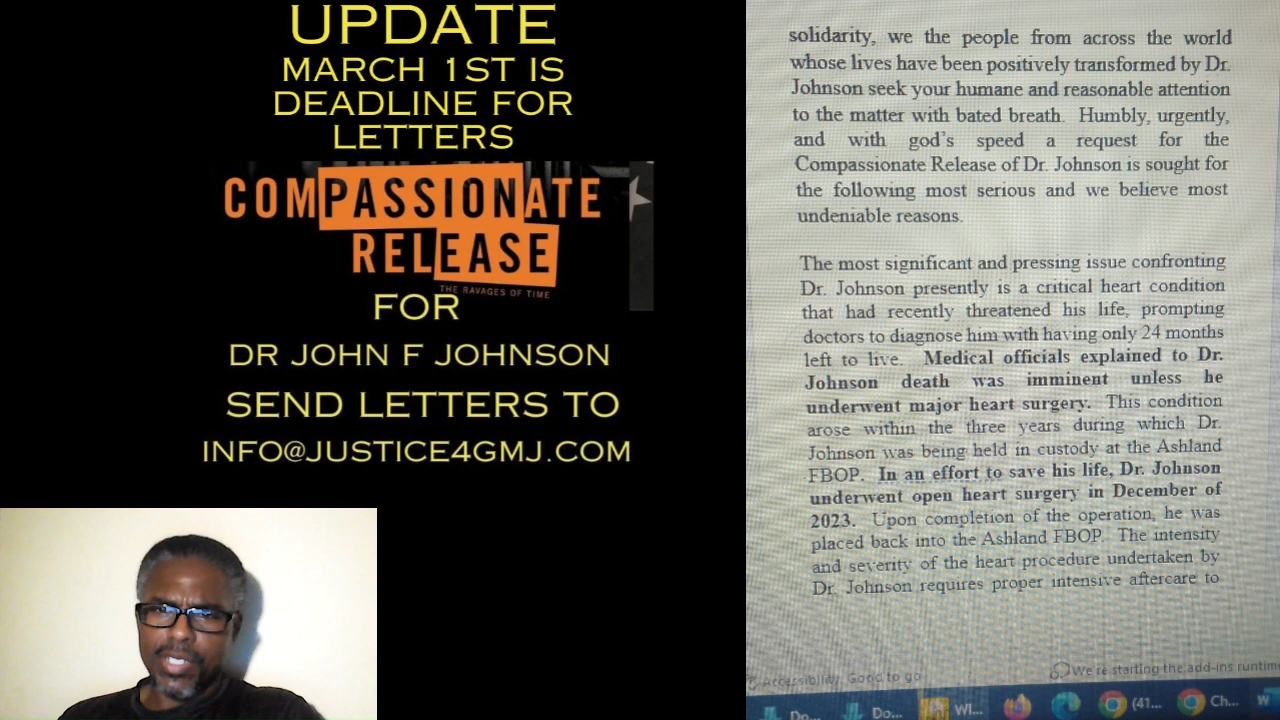 UPDATE
MARCH 1ST IS
DEADLINE FOR
LETTERS
COMPASSIONATE
RELEASE
THE RAVAGES OF TIME
FOR
DR JOHN F JOHNSON
SEND LETTERS TO
INFO@JUSTICE4GMJ.COM
solidarity, we the people from across the world
whose lives have been positively transformed by Dr.
Johnson seek your humane and reasonable attention
to the matter with bated breath. Humbly, urgently,
and with god's speed a request for the
Compassionate Release of Dr. Johnson is sought for
the following most serious and we believe most
undeniable reasons.
The most significant and pressing issue confronting
Dr. Johnson presently is a critical heart condition
that had recently threatened his life, prompting
doctors to diagnose him with having only 24 months
left to live. Medical officials explained to Dr.
Johnson death was imminent unless he
underwent major heart surgery. This condition
arose within the three years during which Dr.
Johnson was being held in custody at the Ashland
FBOP. In an effort to save his life, Dr. Johnson
underwent open heart surgery in December of
2023. Upon completion of the operation, he was
placed back into the Ashland FBOP. The intensity
and severity of the heart procedure undertaken by
Dr. Johnson requires proper intensive aftercare to
Accessibility: Good to go
We're starting the add-ins runtim
Do...
Do...
WI...
(41...
Ch...